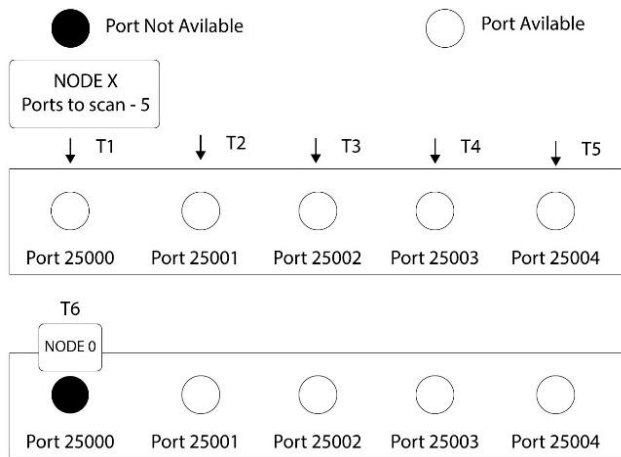 Port Not Avilable
Port Avilable
NODE X
Ports to scan - 5
T1 T2 T3 T4 T5
Port 25000 Port 25001 Port 25002 Port 25003 Port 25004
T6
NODE 0
Port 25000 Port 25001 Port 25002 Port 25003 Port 25004